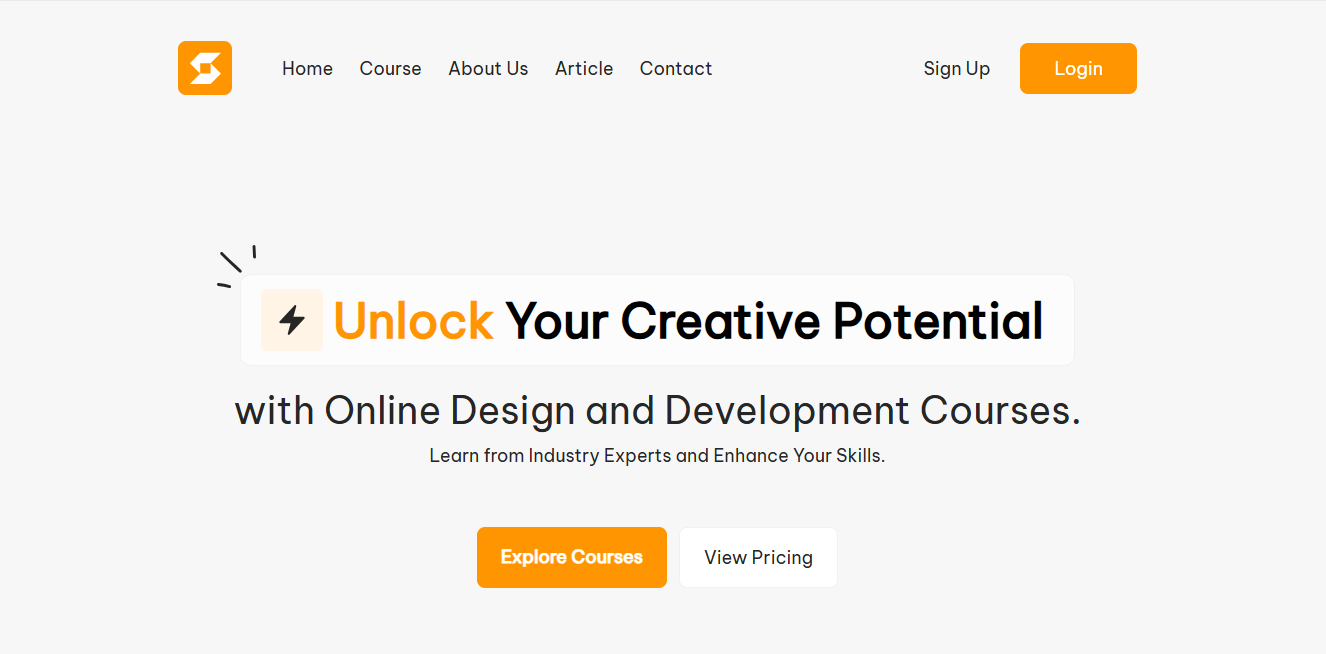 Home Course About Us Article Contact Sign Up Login
Unlock Your Creative Potential
with Online Design and Development Courses.
Learn from Industry Experts and Enhance Your Skills.
Explore Courses View Pricing